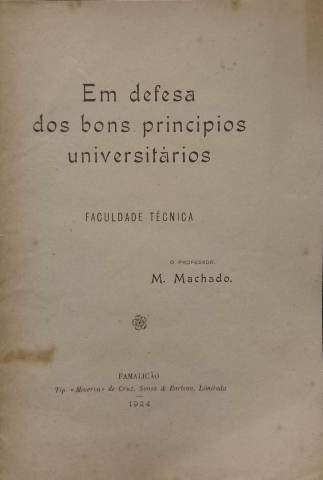 Em defesa
dos bons principios
universitários
FACULDADE TÉCNICA
O PROFESSOR,
M. Machado.
FAMALICÃO
Tip. «Minerva» de Cruz, Sousa & Barbosa, Limitada
1924